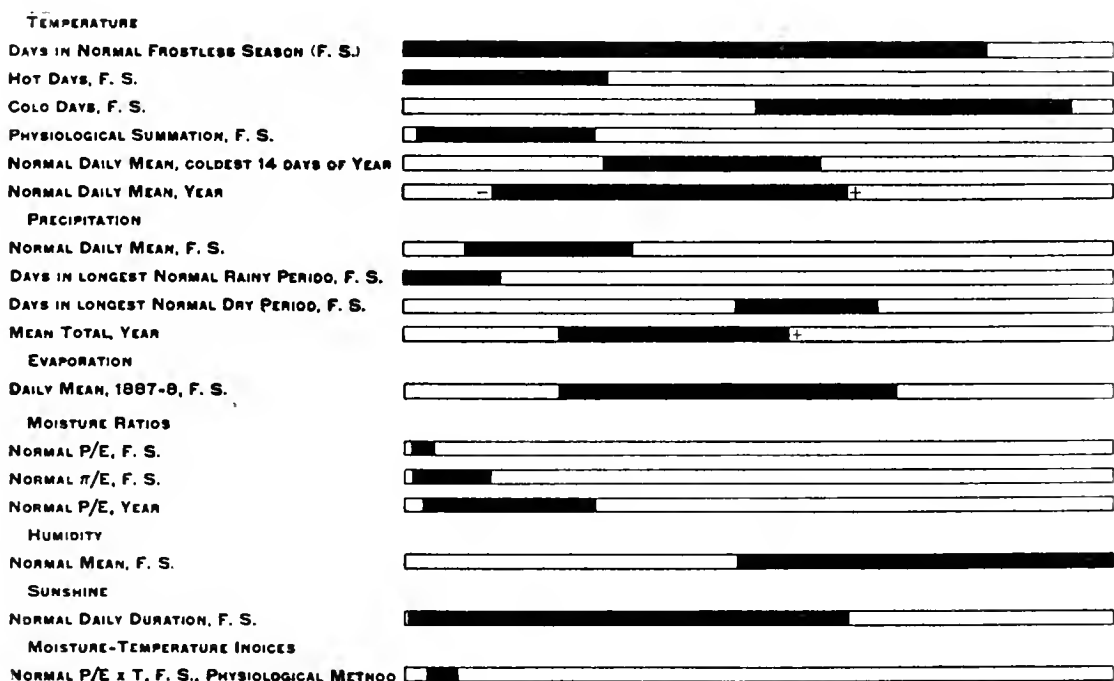 TEMPERATURE
DAYS IN NORMAL FROSTLESS SEASON (F. S.)
HOT DAYS, F. S.
COLD DAYS, F. S.
PHYSIOLOGICAL SUMMATION, F. S.
NORMAL DAILY MEAN, COLDEST 14 DAYS OF YEAR
NORMAL DAILY MEAN, YEAR – +
PRECIPITATION
NORMAL DAILY MEAN, F. S.
DAYS IN LONGEST NORMAL RAINY PERIOD, F. S.
DAYS IN LONGEST NORMAL DRY PERIOD, F. S.
MEAN TOTAL, YEAR +
EVAPORATION
DAILY MEAN, 1887-8, F. S.
MOISTURE RATIOS
NORMAL P/E, F. S.
NORMAL π/E, F. S.
NORMAL P/E, YEAR
HUMIDITY
NORMAL MEAN, F. S.
SUNSHINE
NORMAL DAILY DURATION, F. S.
MOISTURE-TEMPERATURE INDICES
NORMAL P/E X T, F. S., PHYSIOLOGICAL METHOD